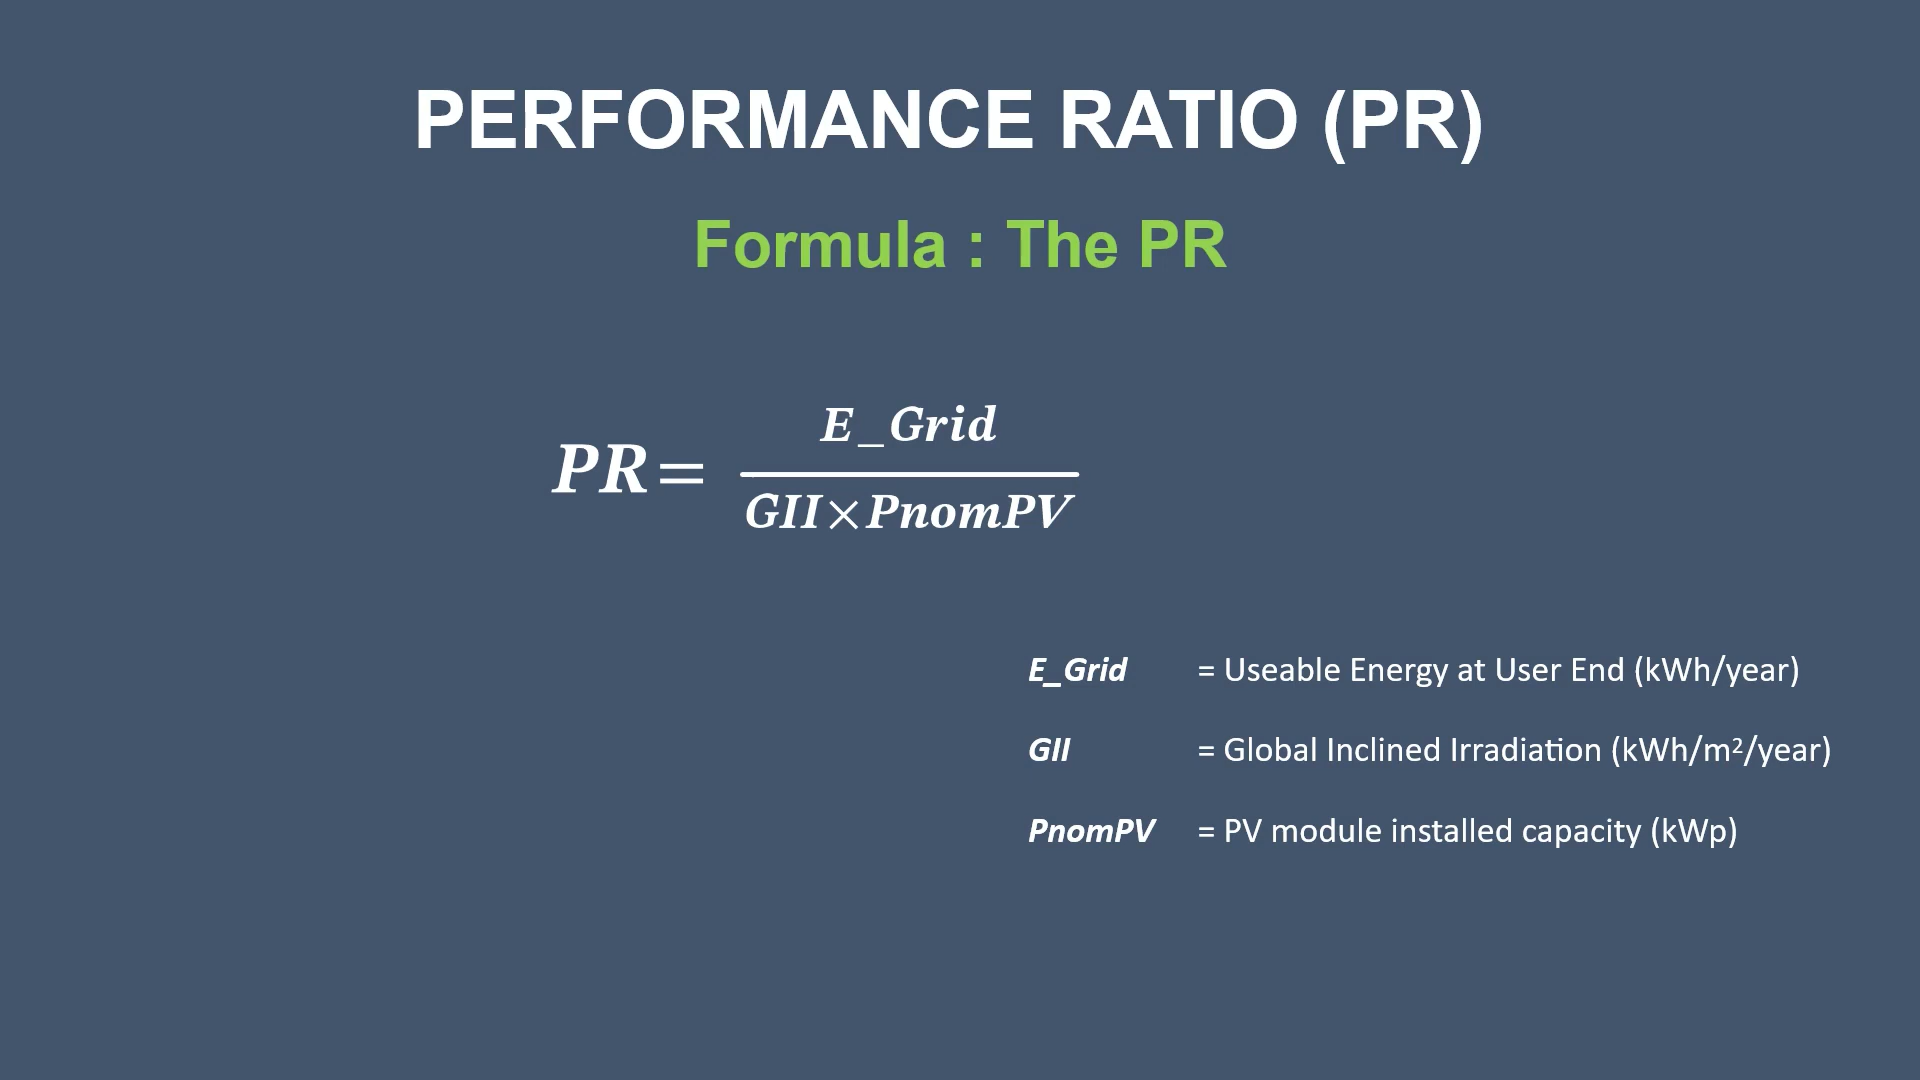 PERFORMANCE RATIO (PR)
Formula : The PR
PR= E_Grid
GII×PnomPV
E_Grid = Useable Energy at User End (kWh/year)
GII = Global Inclined Irradiation (kWh/m²/year)
PnomPV = PV module installed capacity (kWp)